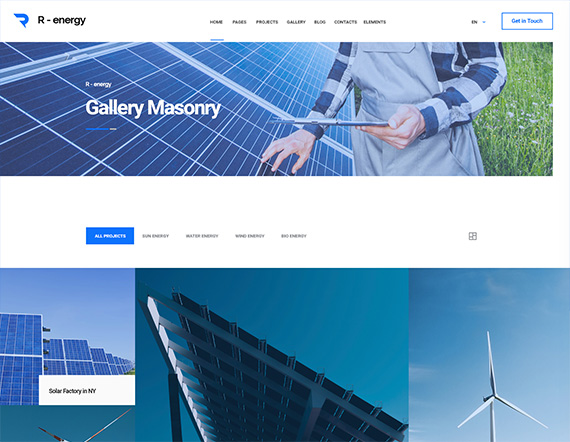 R - energy
HOME PAGES PROJECTS GALLERY BLOG CONTACTS ELEMENTS
EN
Get in Touch
R - energy
Gallery Masonry
ALL PROJECTS SUN ENERGY WATER ENERGY WIND ENERGY BIO ENERGY
Solar Factory in NY